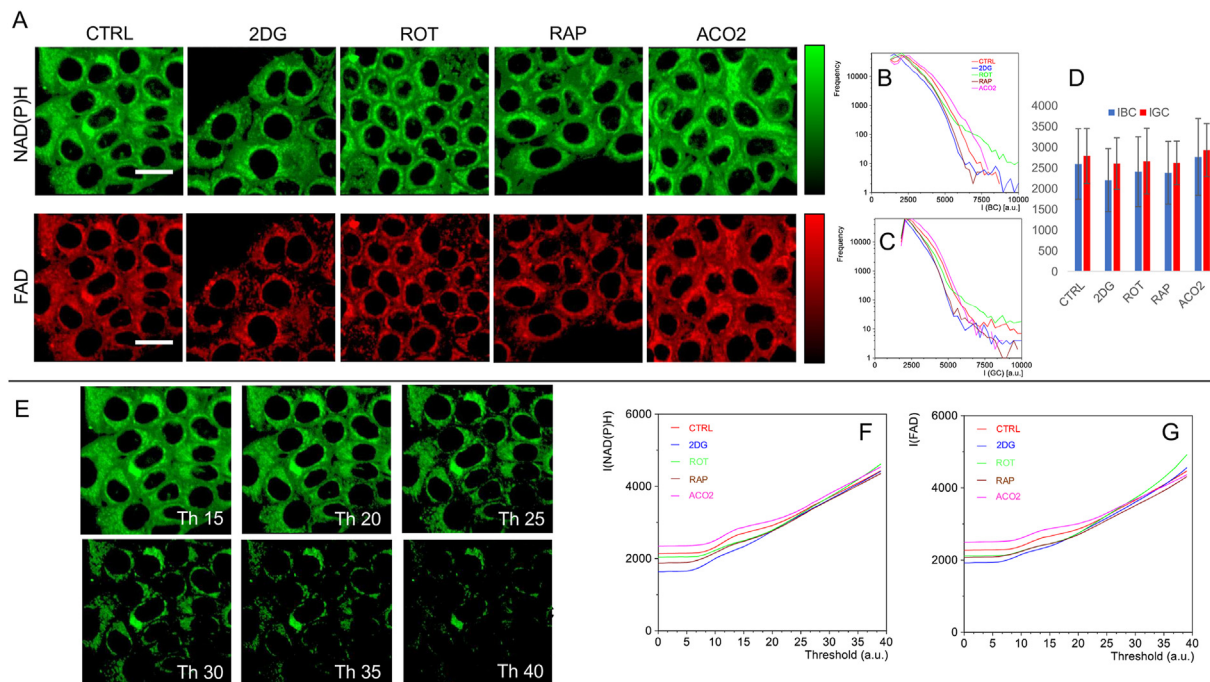 A
CTRL 2DG ROT RAP ACO2
NAD(P)H
FAD
B
Frequency
10000
1000
100
10
1
CTRL
2DG
ROT
RAP
ACO2
0 2500 5000 7500 10000
I (BC) [a.u.]
C
Frequency
10000
1000
100
10
1
0 2500 5000 7500 10000
I (GC) [a.u.]
D
IBC IGC
4000
3500
3000
2500
2000
1500
1000
500
0
CTRL 2DG ROT RAP ACO2
E
Th 15 Th 20 Th 25
Th 30 Th 35 Th 40
F
I(NAD(P)H
6000
4000
2000
0
CTRL
2DG
ROT
RAP
ACO2
0 5 10 15 20 25 30 35 40
Threshold (a.u.)
G
I(FAD)
6000
4000
2000
0
CTRL
2DG
ROT
RAP
ACO2
0 5 10 15 20 25 30 35 40
Threshold (a.u.)